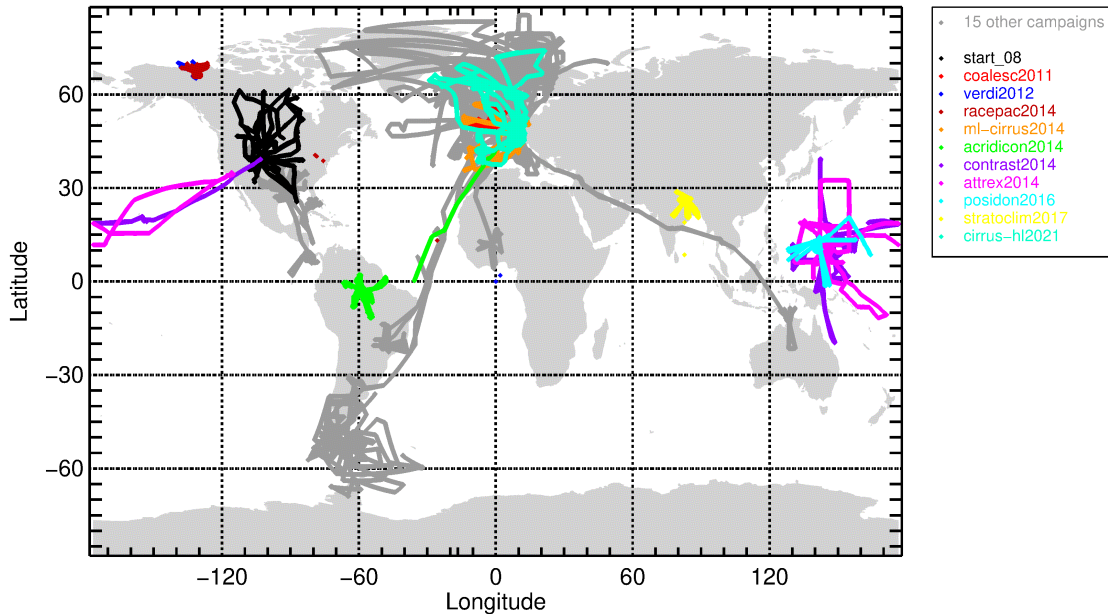 15 other campaigns
start_08
coalesc2011
verdi2012
racepac2014
ml-cirrus2014
acridicon2014
contrast2014
attrex2014
posidon2016
stratoclim2017
cirrus-hl2021
60
30
0
−30
−60
Latitude
−120 −60 0 60 120
Longitude